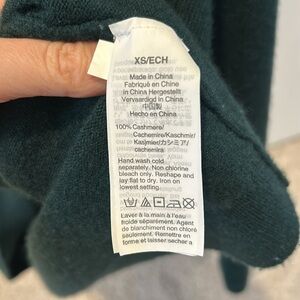 XS/ECH
Made in China
Fabriqué en Chine
in China Hergestellt
Vervaardigd in China
中国製
Hecho en China
100% Cashmere/
Cachemire/Kaschmir/
Kasjmier/カシミア/
cachemira
Hand wash cold
separately. Non chlorine
bleach only. Reshape and
lay flat to dry. Iron on
lowest setting.
L'aver à la main à l'eau
froide séparément. Agent
de blanchiment non chloré
seulement. Remettre en
forme et laisser sécher à